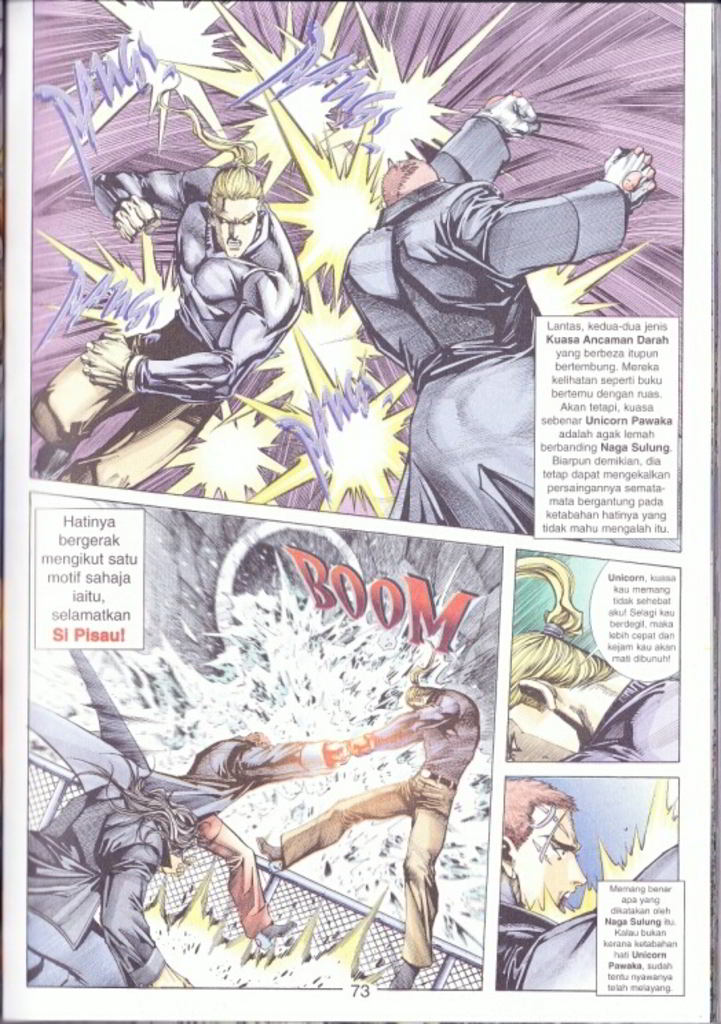 DANG!
DANG!
DANG!
DANG!
DANG!
Lantas, kedua-dua jenis
Kuasa Ancaman Darah
yang berbeza itupun
bertembung. Mereka
kelihatan seperti buku
bertemu dengan ruas.
Akan tetapi, kuasa
sebenar Unicorn Pawaka
adalah agak lemah
berbanding Naga Sulung.
Biarpun demikian, dia
tetap dapat mengekalkan
persaingannya semata-
mata bergantung pada
ketabahan hatinya yang
tidak mahu mengalah itu.
Hatinya
bergerak
mengikut satu
motif sahaja
iaitu,
selamatkan
Si Pisau!
BOOM
Unicorn, kuasa
kau memang
tidak sehebat
aku! Selagi kau
berdegil, maka
lebih cepat dan
kejam kau akan
mati dibunuh!
Memang benar
apa yang
dikatakan oleh
Naga Sulung itu.
Kalau bukan
kerana ketabahan
hati Unicorn
Pawaka, sudah
tentu nyawanya
telah melayang.
73